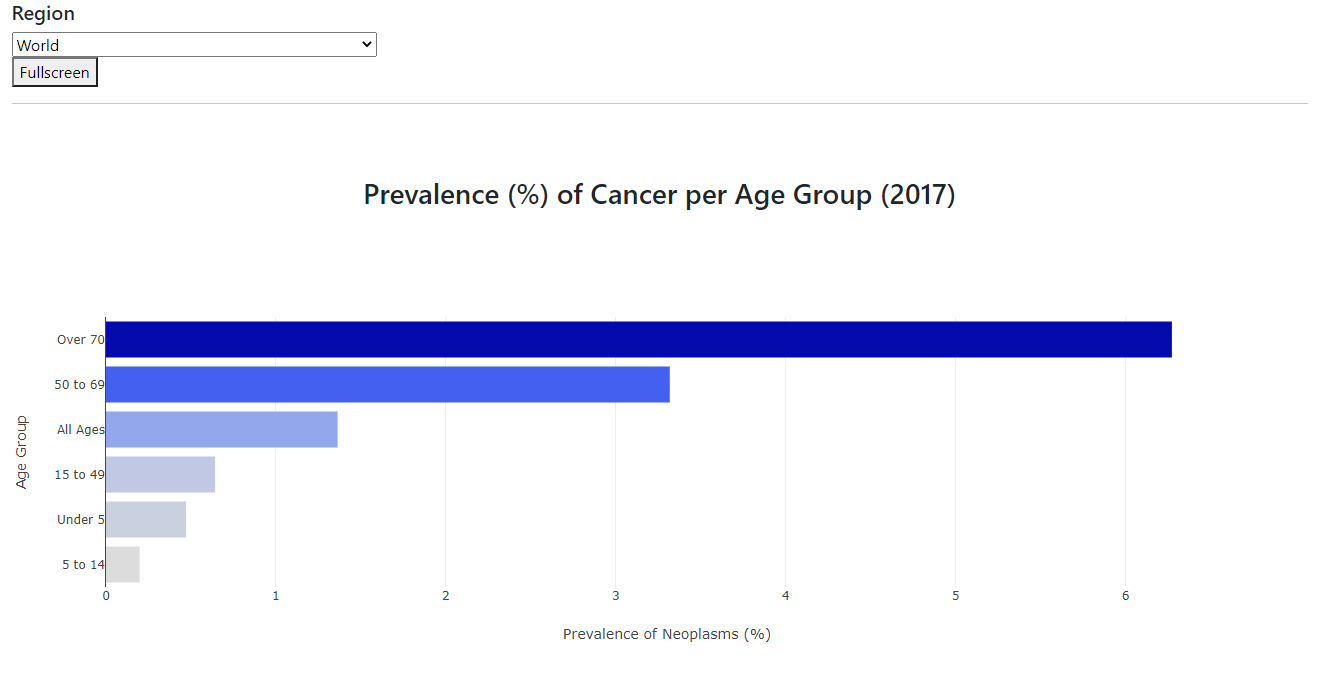 Region
World
Fullscreen
Prevalence (%) of Cancer per Age Group (2017)
Over 70
50 to 69
All Ages
15 to 49
Under 5
5 to 14
Age Group
0 1 2 3 4 5 6
Prevalence of Neoplasms (%)